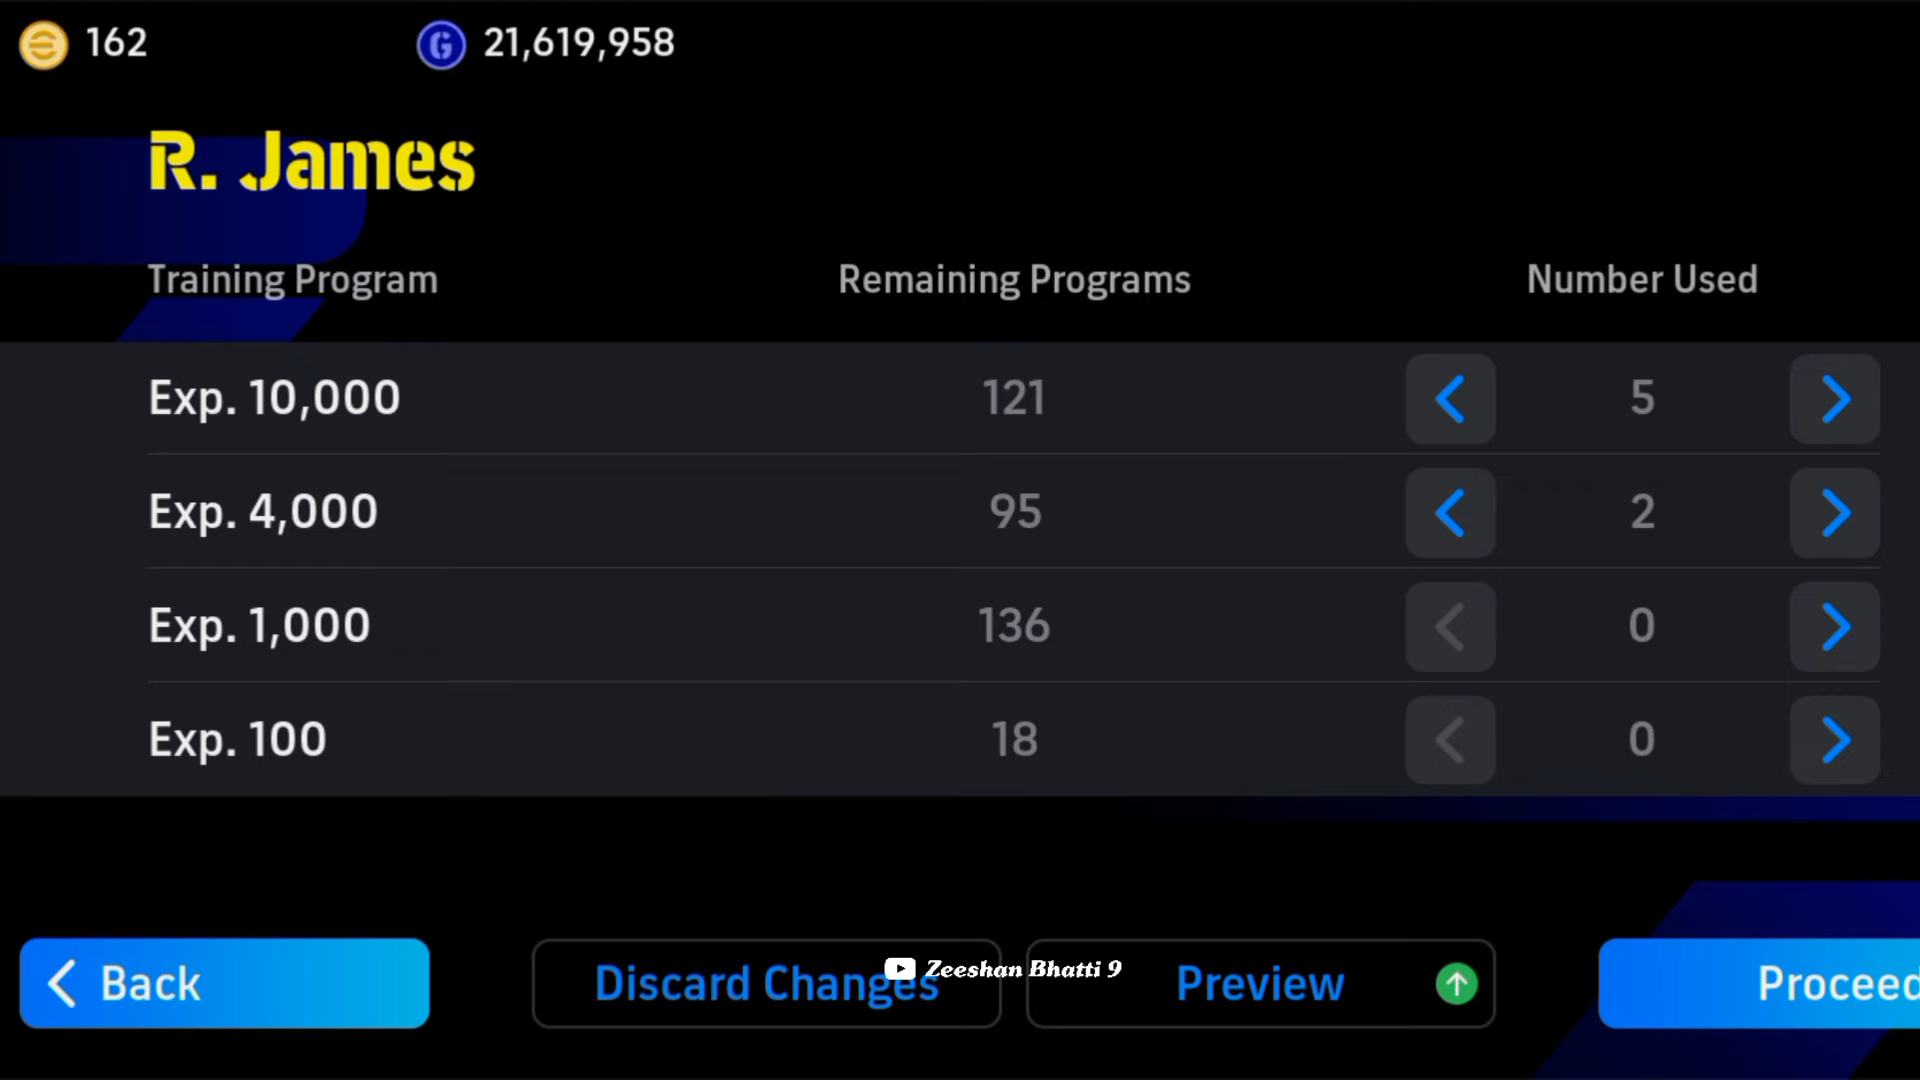 162
21,619,958
R. James
Training Program Remaining Programs Number Used
Exp. 10,000 121 5
Exp. 4,000 95 2
Exp. 1,000 136 0
Exp. 100 18 0
Back Discard Changes Preview Proceed
Zeeshan Bhatti 9